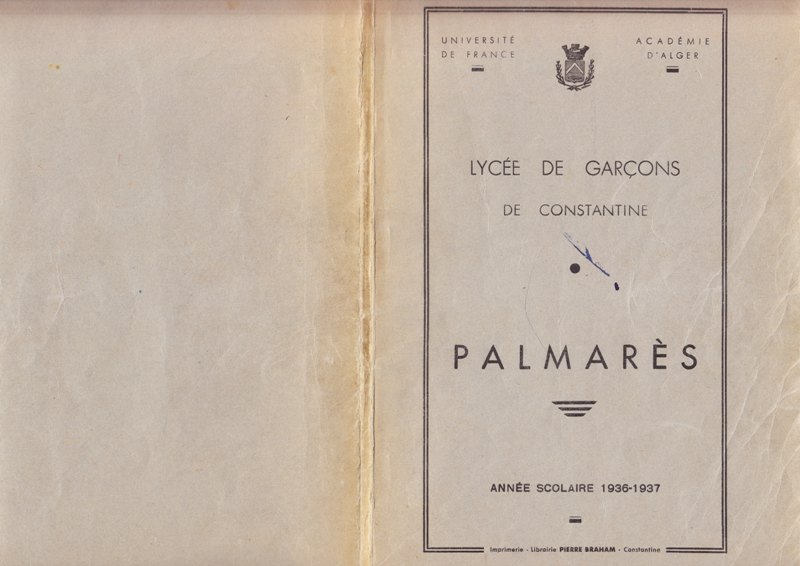 UNIVERSITÉ
DE FRANCE
ACADÉMIE
D'ALGER
LYCÉE DE GARÇONS
DE CONSTANTINE
PALMARÈS
ANNÉE SCOLAIRE 1936-1937
Imprimerie - Librairie PIERRE BRAHAM - Constantine